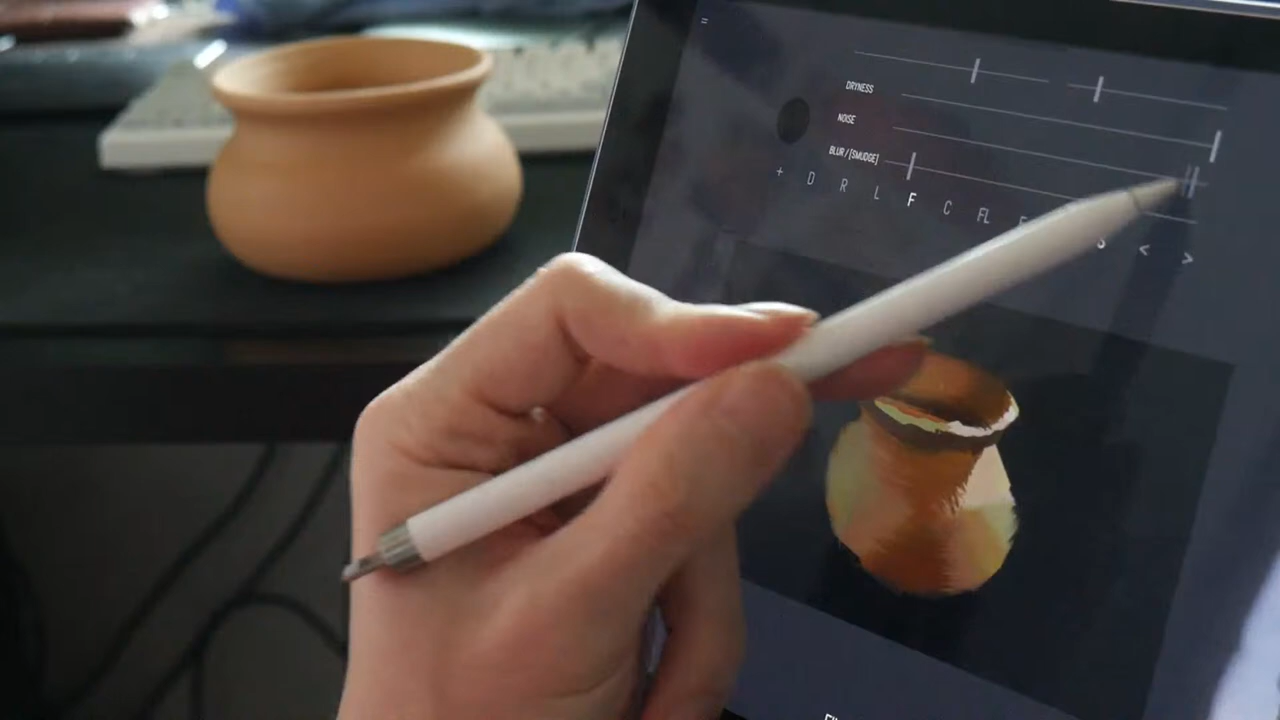 =
DRYNESS
NOISE
BLUR / [SMUDGE]
+ D R L F C FL < >